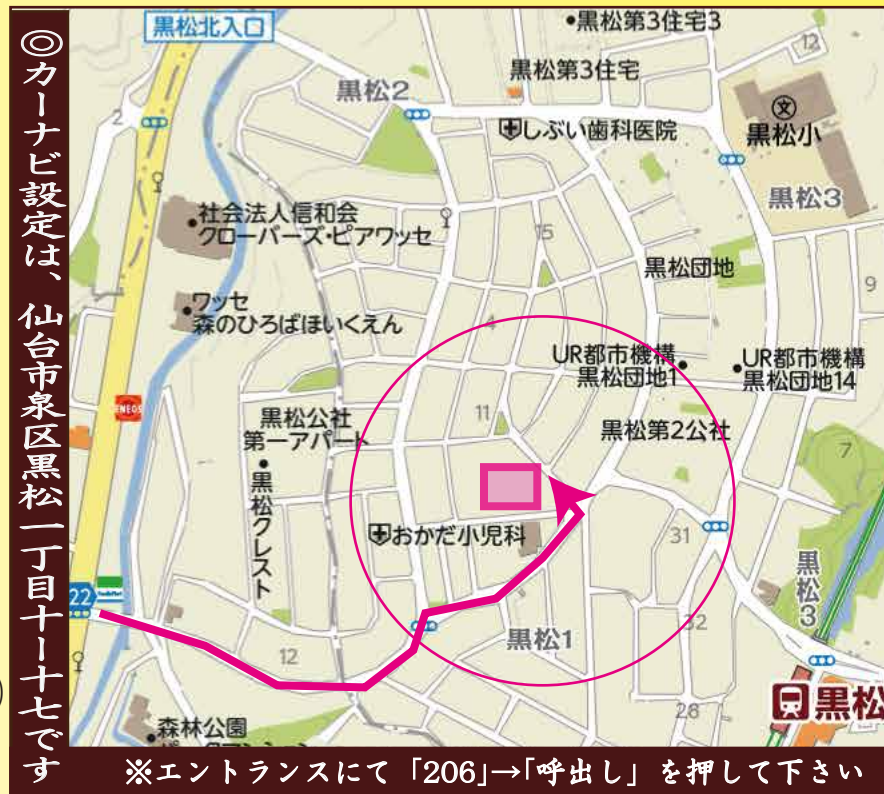 ◎カーナビ設定は、仙台市泉区黒松一丁目十ー十七です
黒松北入口
黒松第3住宅3
12
黒松第3住宅
黒松2
2
文
しぶい歯科医院
黒松小
黒松3
社会法人信和会
クローバーズ・ピアワッセ
15
黒松団地
9
ワッセ
森のひろばほいくえん
4
UR都市機構
黒松団地1
UR都市機構
黒松団地14
ENEOS
黒松公社
第一アパート
11
黒松第2公社
7
黒松クレスト
おかだ小児科
31
黒松3
22
FamilyMart
黒松1
32
12
26
黒松
森林公園
※エントランスにて「206」→「呼出し」を押して下さい